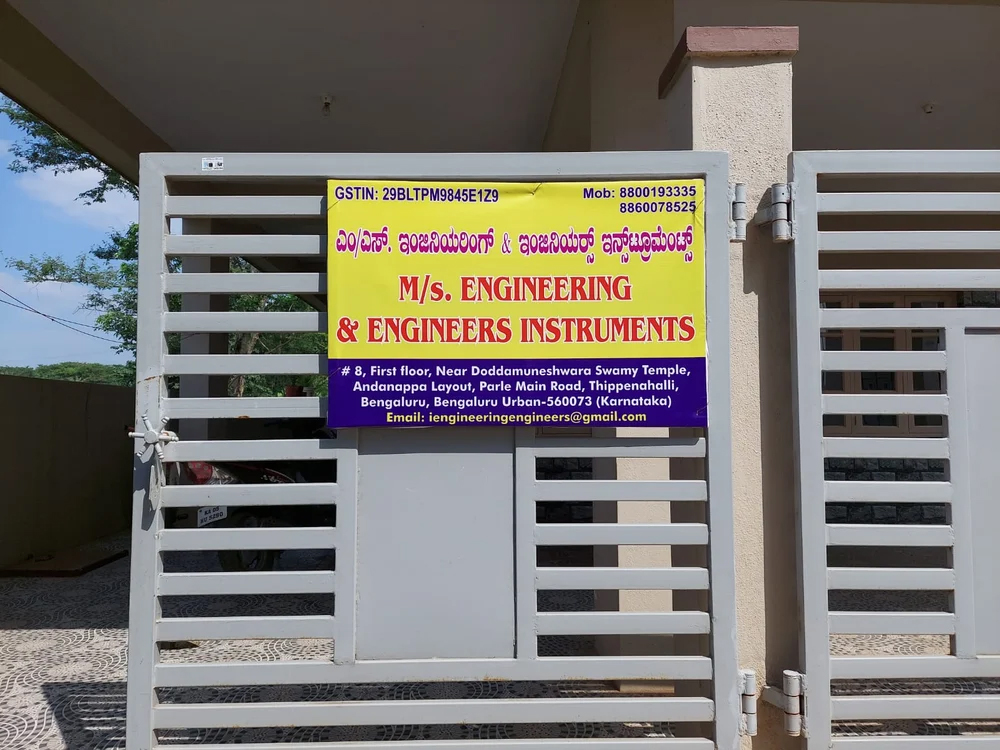 GSTIN: 29BLTPM9845E1Z9
Mob: 8800193335
8860078525
ಎಂ/ಎಸ್. ಇಂಜಿನಿಯರಿಂಗ್ & ಇಂಜಿನಿಯರ್ಸ್ ಇನ್ಸ್‌ಟ್ರೂಮೆಂಟ್ಸ್
M/s. ENGINEERING
& ENGINEERS INSTRUMENTS
# 8, First floor, Near Doddamuneshwara Swamy Temple,
Andanappa Layout, Parle Main Road, Thippenahalli,
Bengaluru, Bengaluru Urban-560073 (Karnataka)
Email: iengineeringengineers@gmail.com